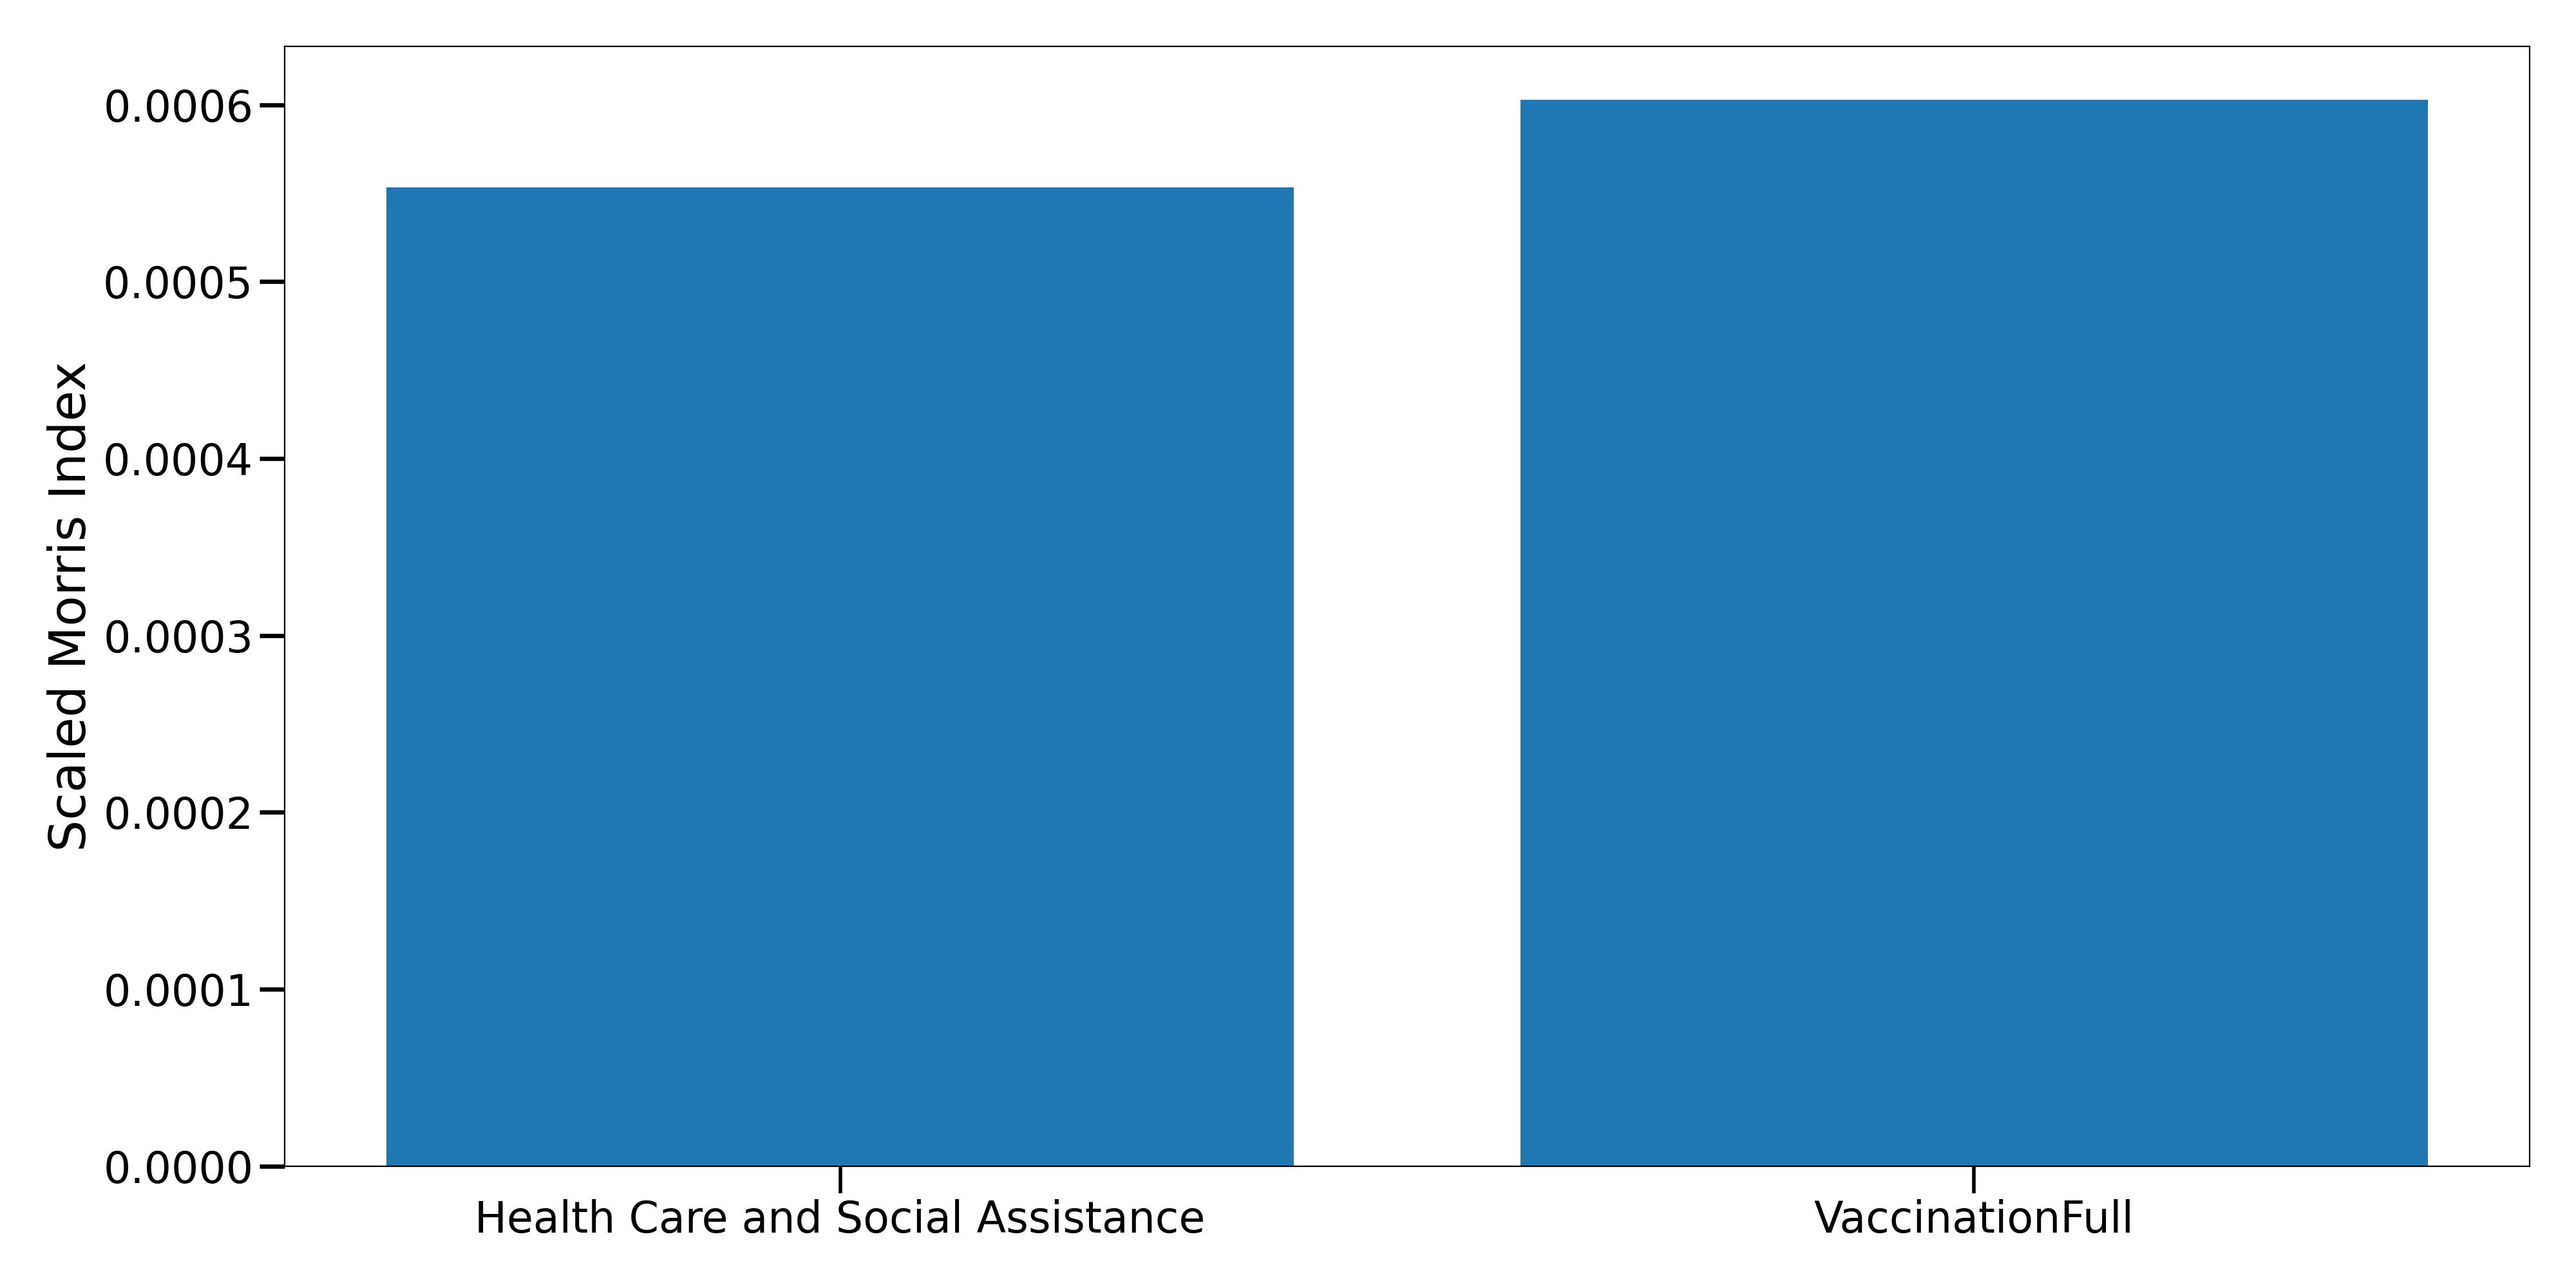 Scaled Morris Index
0.0006
0.0005
0.0004
0.0003
0.0002
0.0001
0.0000
Health Care and Social Assistance
VaccinationFull